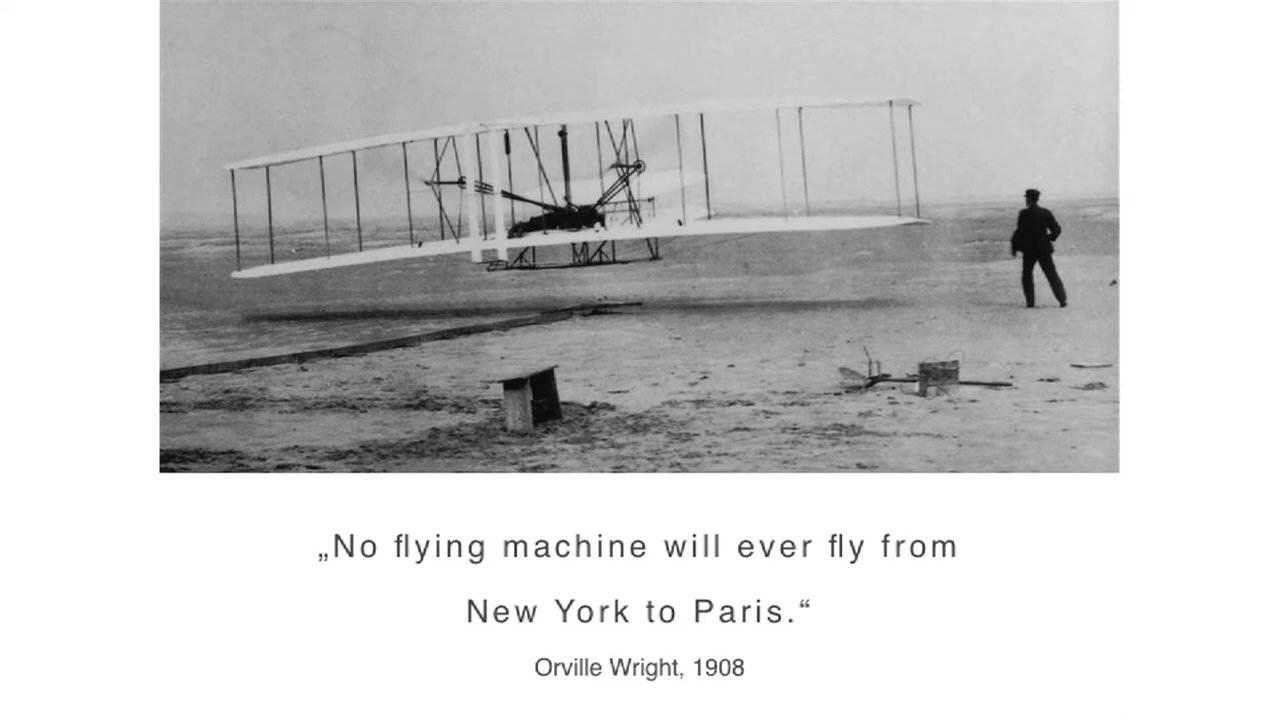 „No flying machine will ever fly from
New York to Paris.“
Orville Wright, 1908